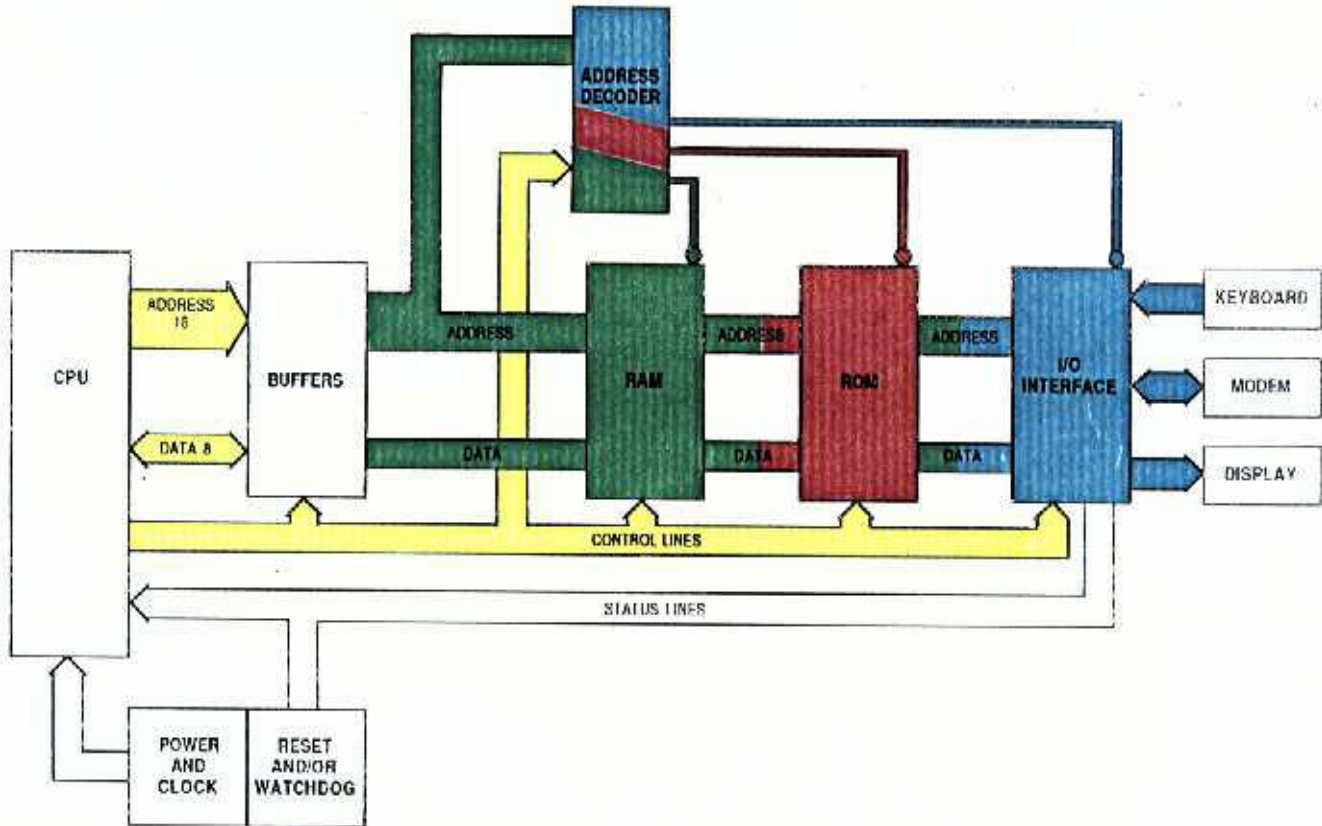 ADDRESS
DECODER
CPU
ADDRESS
16
BUFFERS
DATA 8
ADDRESS
DATA
RAM
ADDRESS
DATA
ROM
ADDRESS
DATA
I/O
INTERFACE
KEYBOARD
MODEM
DISPLAY
CONTROL LINES
STATUS LINES
POWER
AND
CLOCK
RESET
AND/OR
WATCHDOG